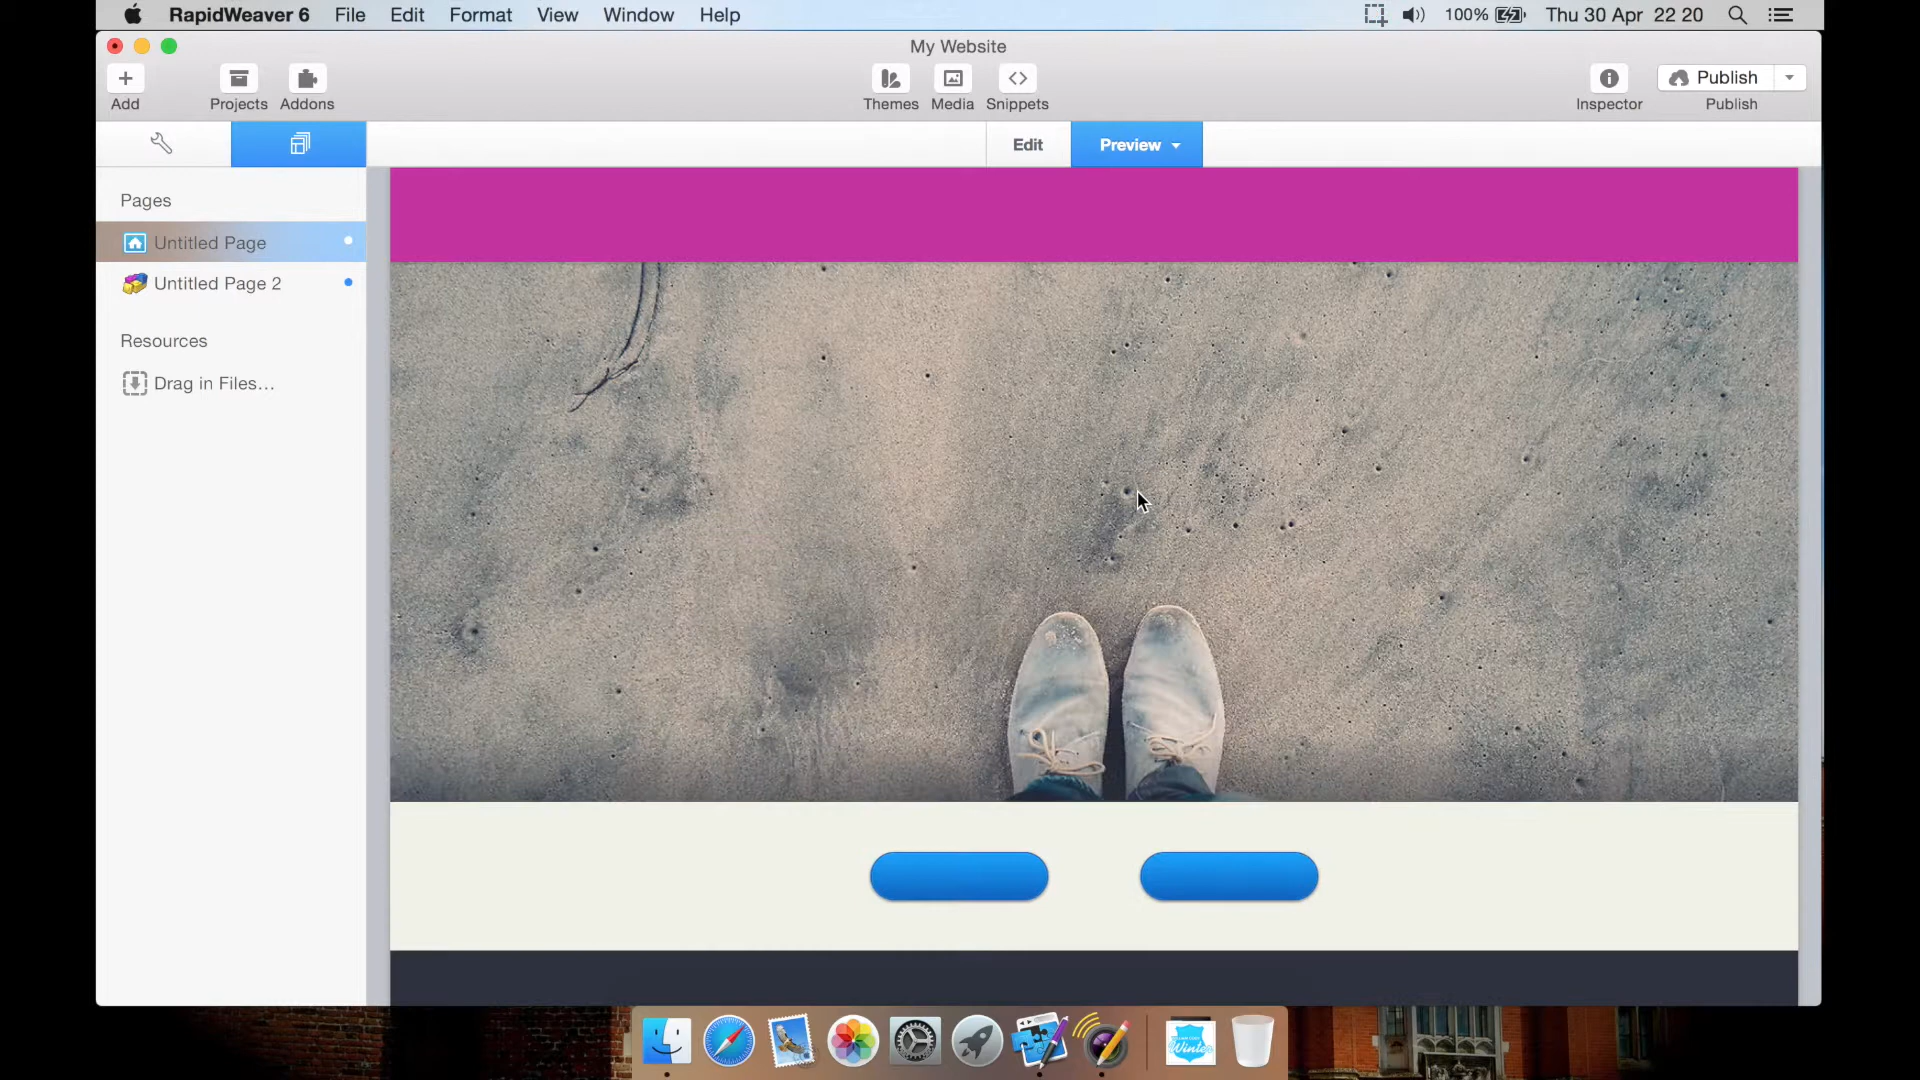 RapidWeaver 6 File Edit Format View Window Help 100% Thu 30 Apr 22 20
My Website
Add Projects Addons Themes Media Snippets Inspector Publish
Publish
Edit Preview
Pages
Untitled Page
Untitled Page 2
Resources
Drag in Files...
Winter